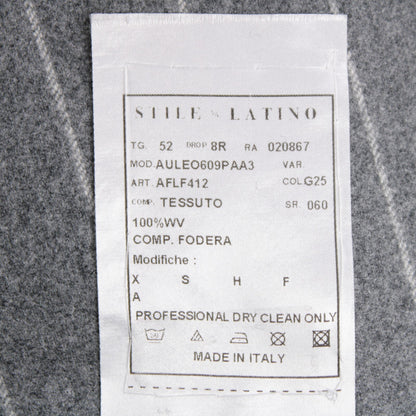 STILE LATINO
TG. 52 DROP 8R RA 020867
MOD. AULEO609PAA3 VAR.
ART. AFLF412 COL. G25
COMP. TESSUTO SR. 060
100%WV
COMP. FODERA
Modifiche :
X S H F
A
PROFESSIONAL DRY CLEAN ONLY
MADE IN ITALY